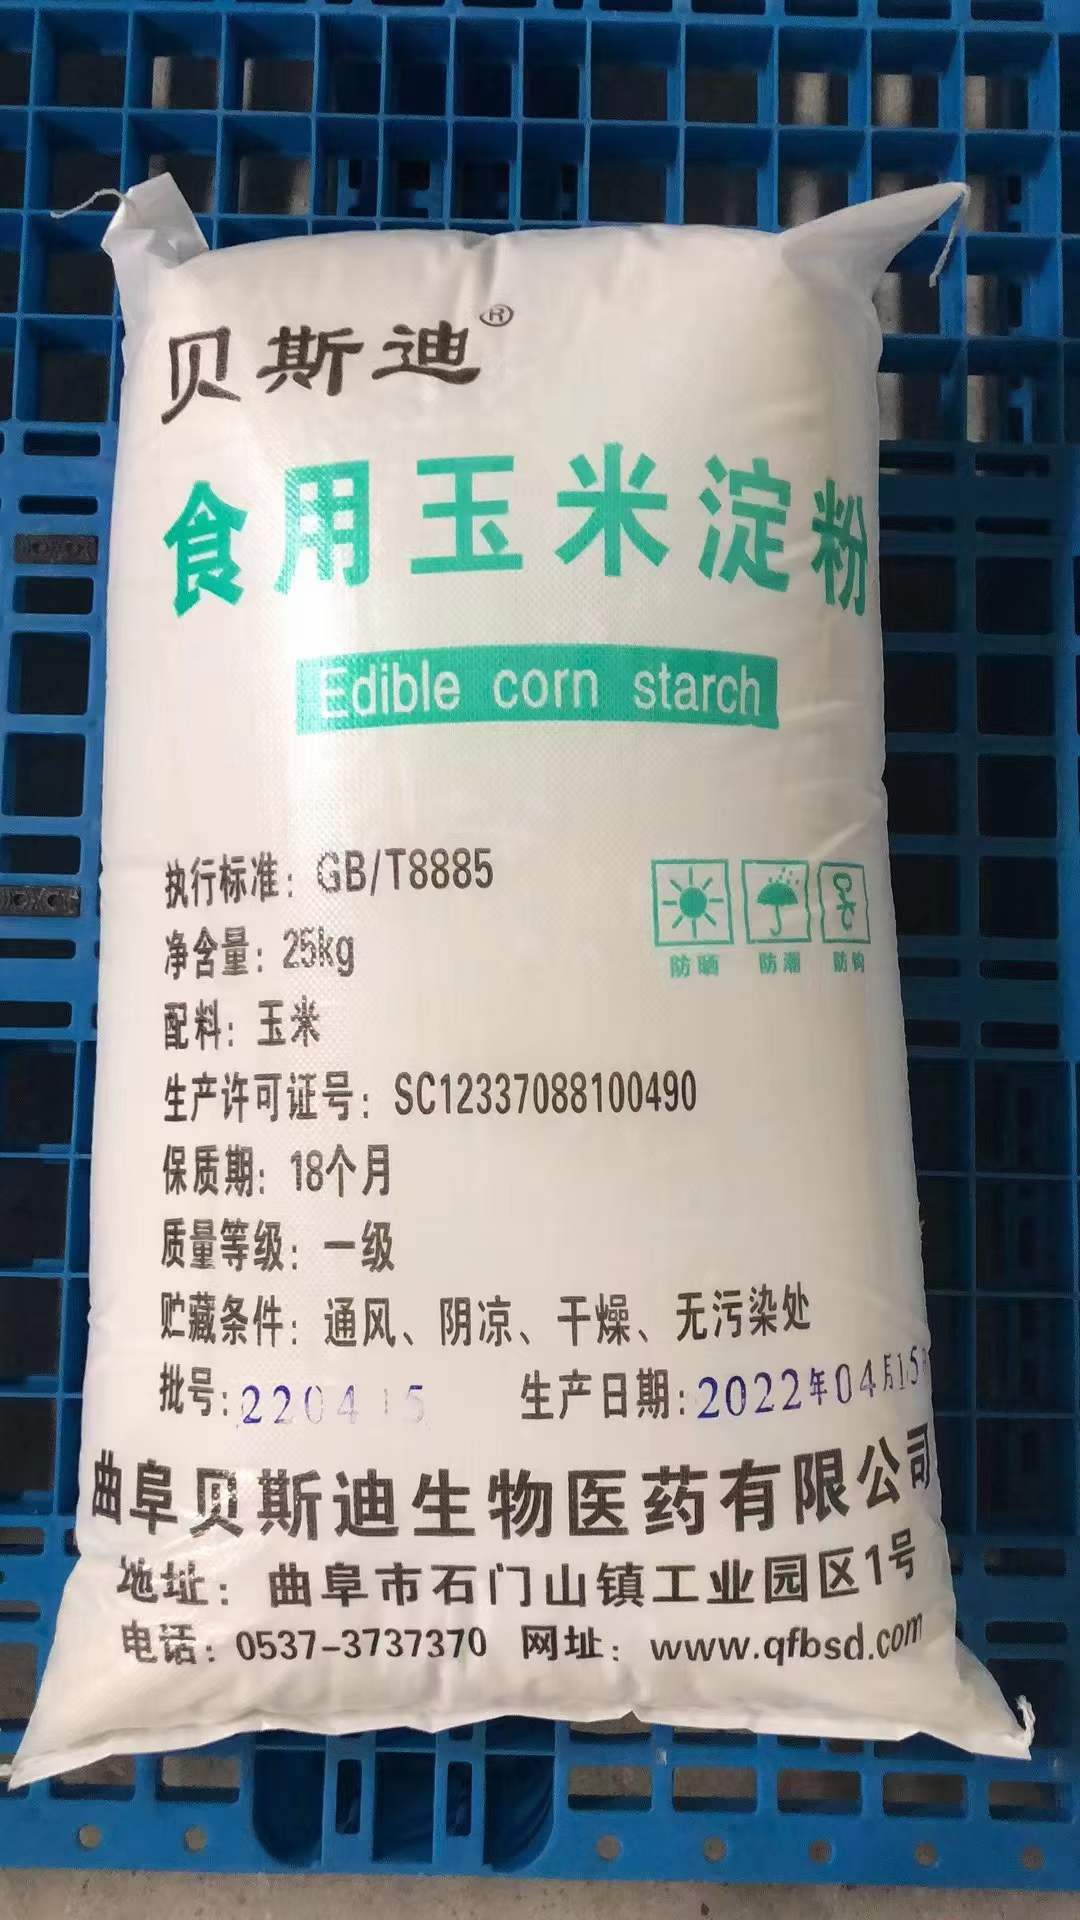 贝斯迪®
食用玉米淀粉
Edible corn starch
执行标准：GB/T8885
净含量：25kg
配料：玉米
生产许可证号：SC12337088100490
保质期：18个月
质量等级：一级
贮藏条件：通风、阴凉、干燥、无污染处
防晒 防潮 防钩
批号：220415 生产日期：2022年04月15日
曲阜贝斯迪生物医药有限公司
地址：曲阜市石门山镇工业园区1号
电话：0537-3737370 网址：www.qfbsd.com